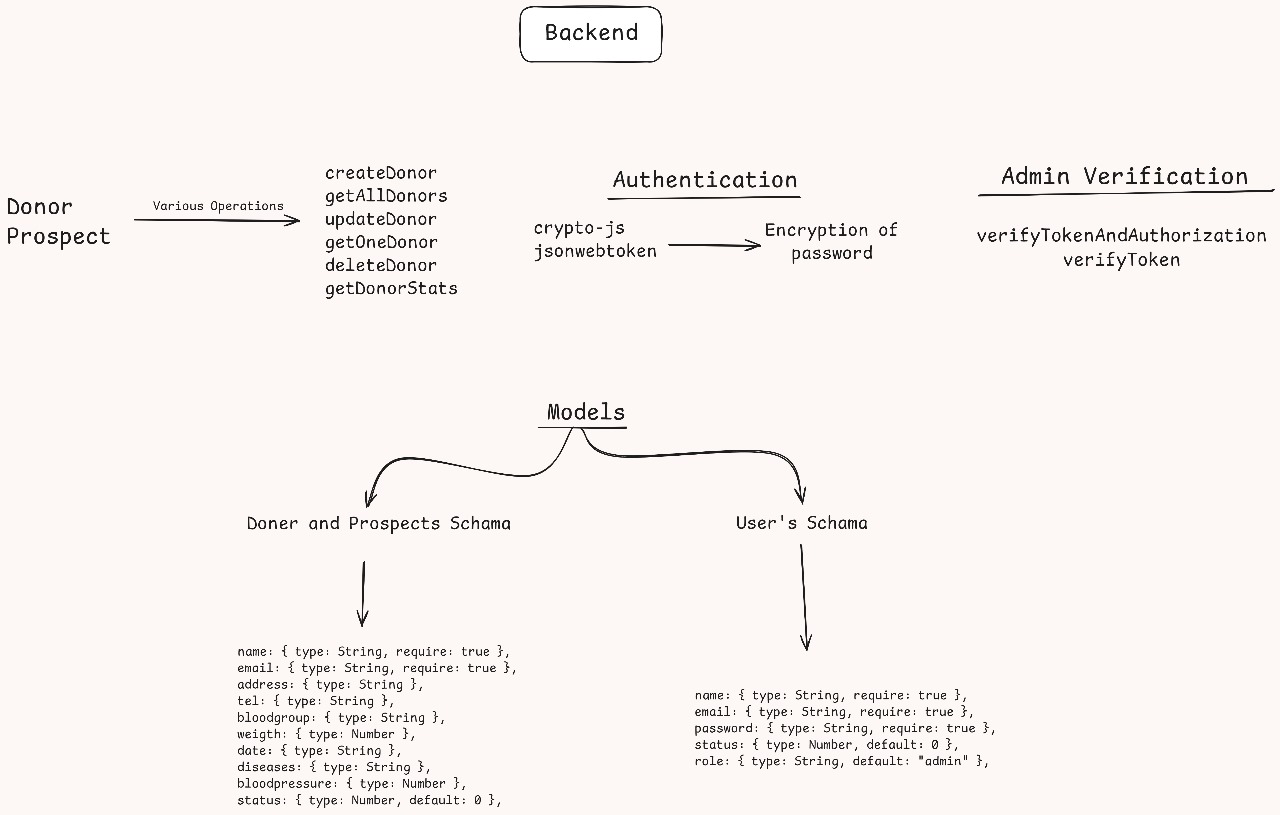 Backend
Donor
Prospect
Various Operations
createDonor
getAllDonors
updateDonor
getOneDonor
deleteDonor
getDonorStats
Authentication
crypto-js
jsonwebtoken
Encryption of
password
Admin Verification
verifyTokenAndAuthorization
verifyToken
Models
Doner and Prospects Schama
name: { type: String, require: true },
email: { type: String, require: true },
address: { type: String },
tel: { type: String },
bloodgroup: { type: String },
weigth: { type: Number },
date: { type: String },
diseases: { type: String },
bloodpressure: { type: Number },
status: { type: Number, default: 0 },
User's Schama
name: { type: String, require: true },
email: { type: String, require: true },
password: { type: String, require: true },
status: { type: Number, default: 0 },
role: { type: String, default: "admin" },